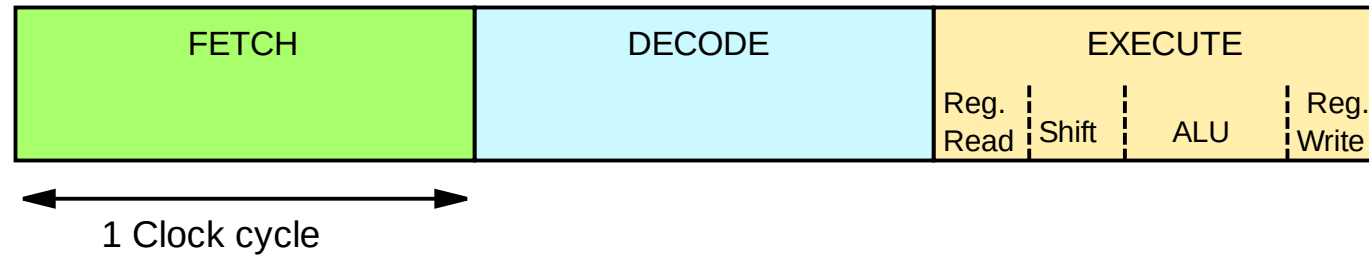 FETCH
DECODE
EXECUTE
Reg.
Read
Shift
ALU
Reg.
Write
1 Clock cycle